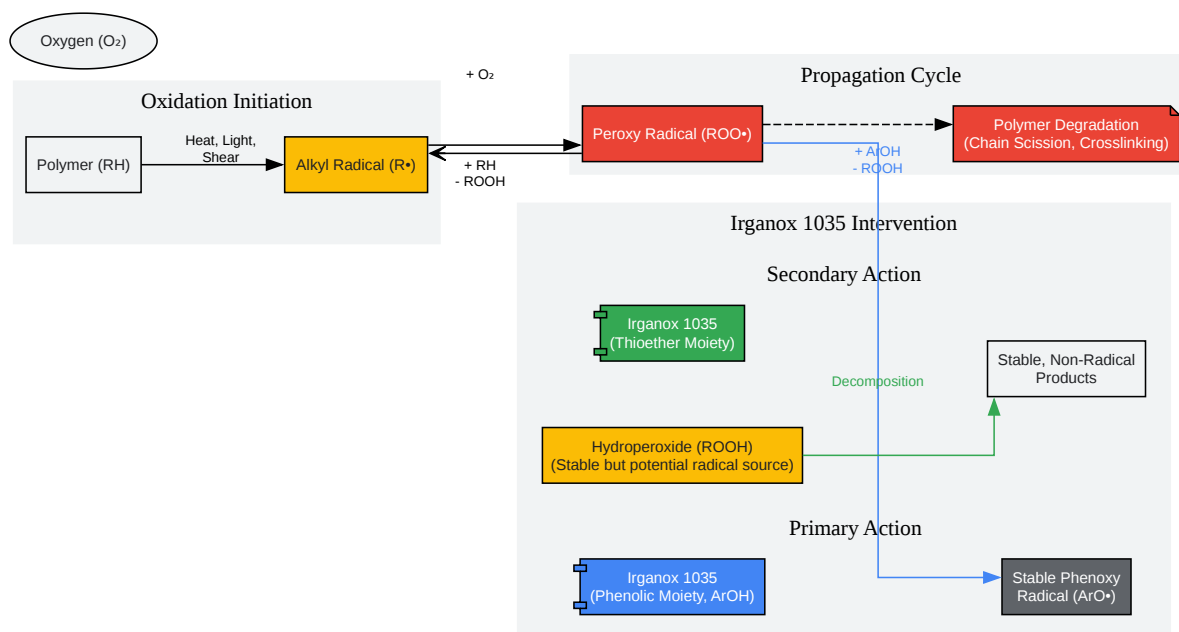 Oxygen (O₂)
+ O₂
Propagation Cycle
Oxidation Initiation
Polymer (RH)
Heat, Light,
Shear
Alkyl Radical (R•)
+ RH
- ROOH
Peroxy Radical (ROO•)
+ ArOH
- ROOH
Polymer Degradation
(Chain Scission, Crosslinking)
Irganox 1035 Intervention
Secondary Action
Irganox 1035
(Thioether Moiety)
Decomposition
Stable, Non-Radical
Products
Hydroperoxide (ROOH)
(Stable but potential radical source)
Primary Action
Irganox 1035
(Phenolic Moiety, ArOH)
Stable Phenoxy
Radical (ArO•)